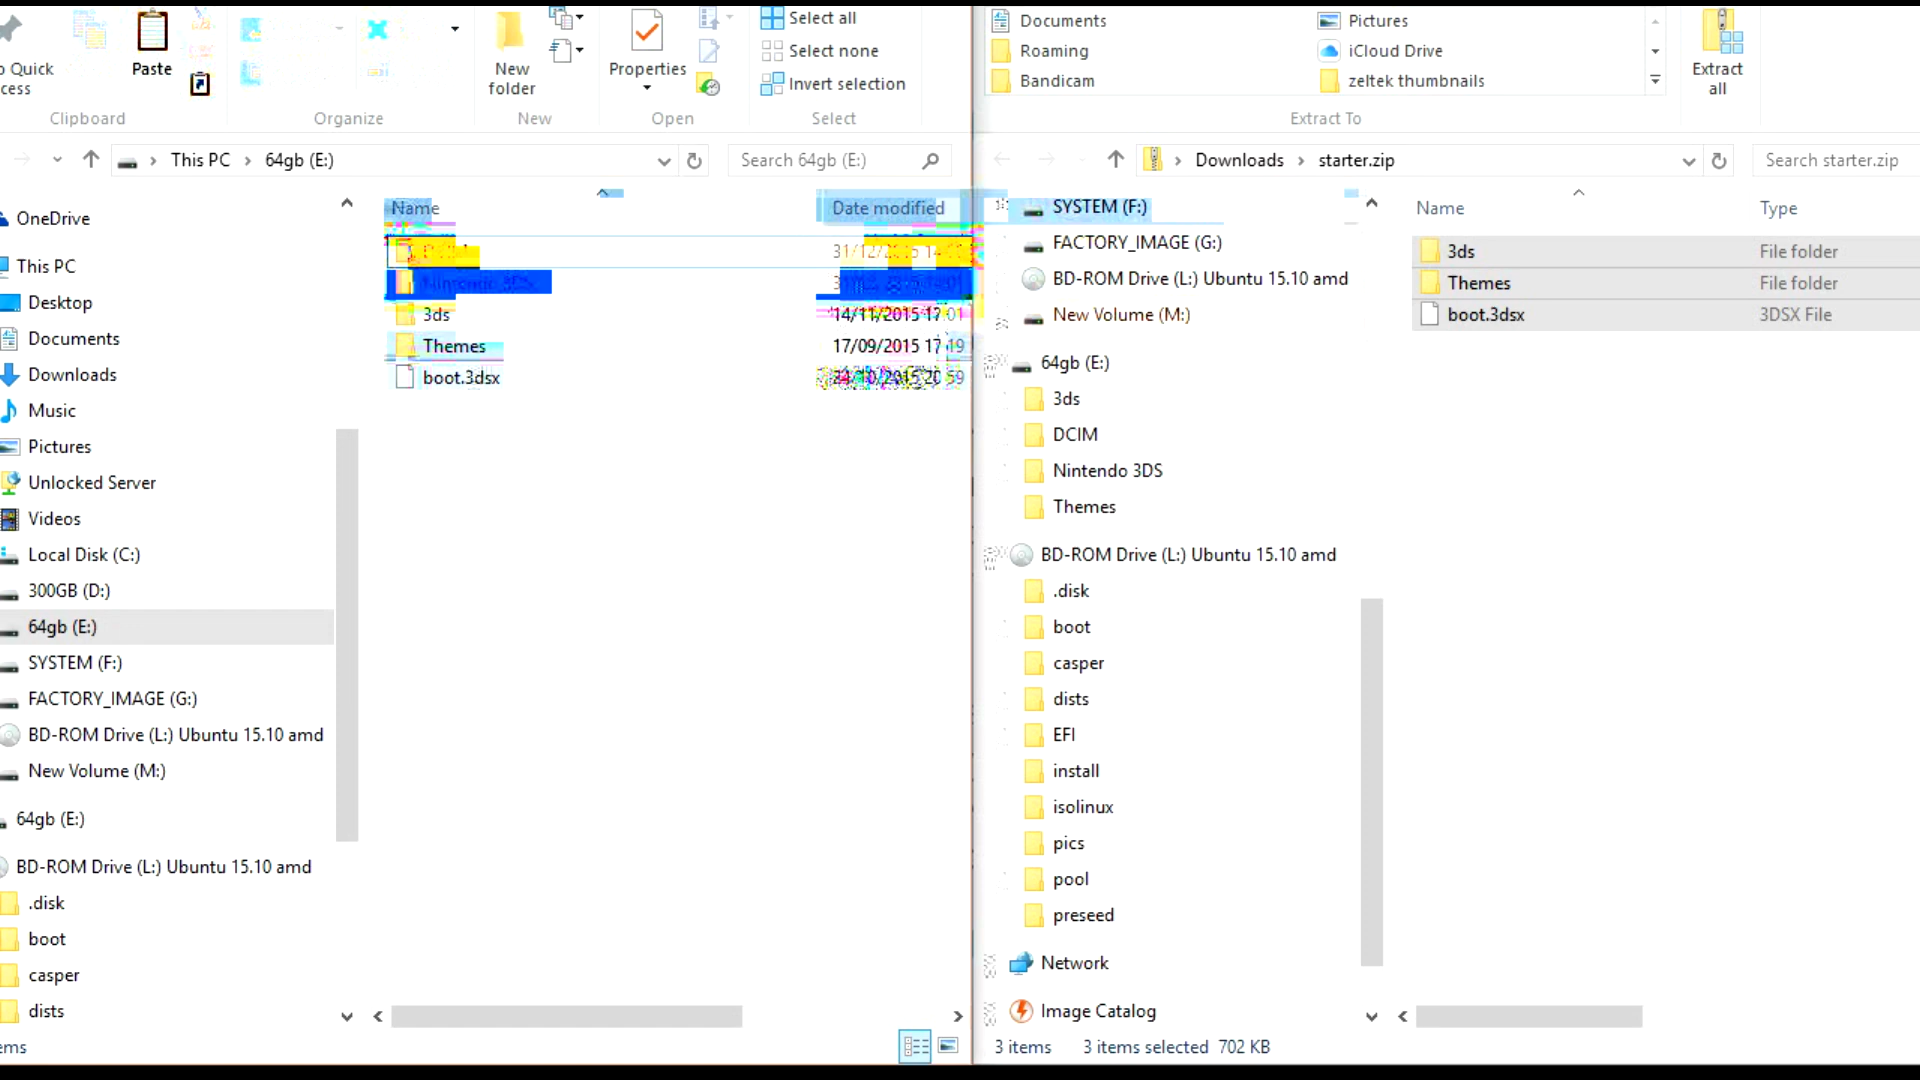 o Quick
cess
Paste
New
folder
Properties
Select all
Select none
Invert selection
Clipboard
Organize
New
Open
Select
This PC
64gb (E:)
Search 64gb (E:)
OneDrive
This PC
Desktop
Documents
Downloads
Music
Pictures
Unlocked Server
Videos
Local Disk (C:)
300GB (D:)
64gb (E:)
SYSTEM (F:)
FACTORY_IMAGE (G:)
BD-ROM Drive (L:) Ubuntu 15.10 amd
New Volume (M:)
64gb (E:)
BD-ROM Drive (L:) Ubuntu 15.10 amd
.disk
boot
casper
dists
ems
Name Date modified
Nintendo 3DS
3ds 14/11/2015 17:01
Themes 17/09/2015 17:19
boot.3dsx 24/10/2015 20:59
Documents
Roaming
Bandicam
Pictures
iCloud Drive
zeltek thumbnails
Extract To
Extract
all
Downloads
starter.zip
Search starter.zip
SYSTEM (F:)
FACTORY_IMAGE (G:)
BD-ROM Drive (L:) Ubuntu 15.10 amd
New Volume (M:)
64gb (E:)
3ds
DCIM
Nintendo 3DS
Themes
BD-ROM Drive (L:) Ubuntu 15.10 amd
.disk
boot
casper
dists
EFI
install
isolinux
pics
pool
preseed
Network
Image Catalog
Name Type
3ds File folder
Themes File folder
boot.3dsx 3DSX File
3 items 3 items selected 702 KB